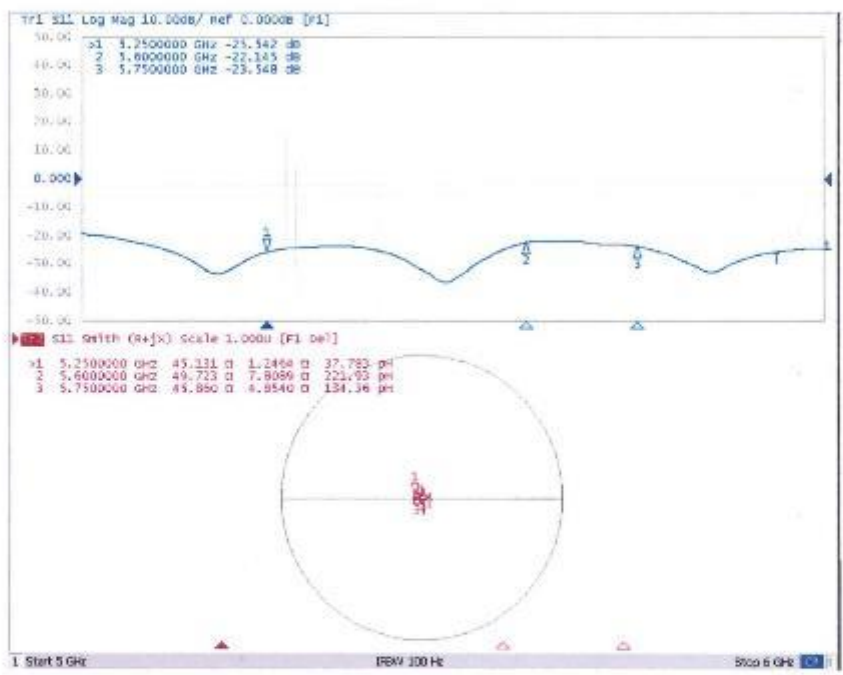 Tr1 S11 Log Mag 10.00dB/ Ref 0.000dB [F1]
50.00
>1 5.2500000 GHz -25.542 dB
2 5.6000000 GHz -22.145 dB
3 5.7500000 GHz -23.548 dB
40.00
30.00
20.00
10.00
0.000
-10.00
-20.00
-30.00
-40.00
-50.00
1
2
3
S11 Smith (R+jX) Scale 1.000U [F1 Del]
>1 5.2500000 GHz 45.131 Ω 1.2464 Ω 37.783 pH
2 5.6000000 GHz 49.723 Ω 7.8089 Ω 221.93 pH
3 5.7500000 GHz 45.860 Ω 4.8540 Ω 134.36 pH
1 Start 5 GHz
IFBW 100 Hz
Stop 6 GHz